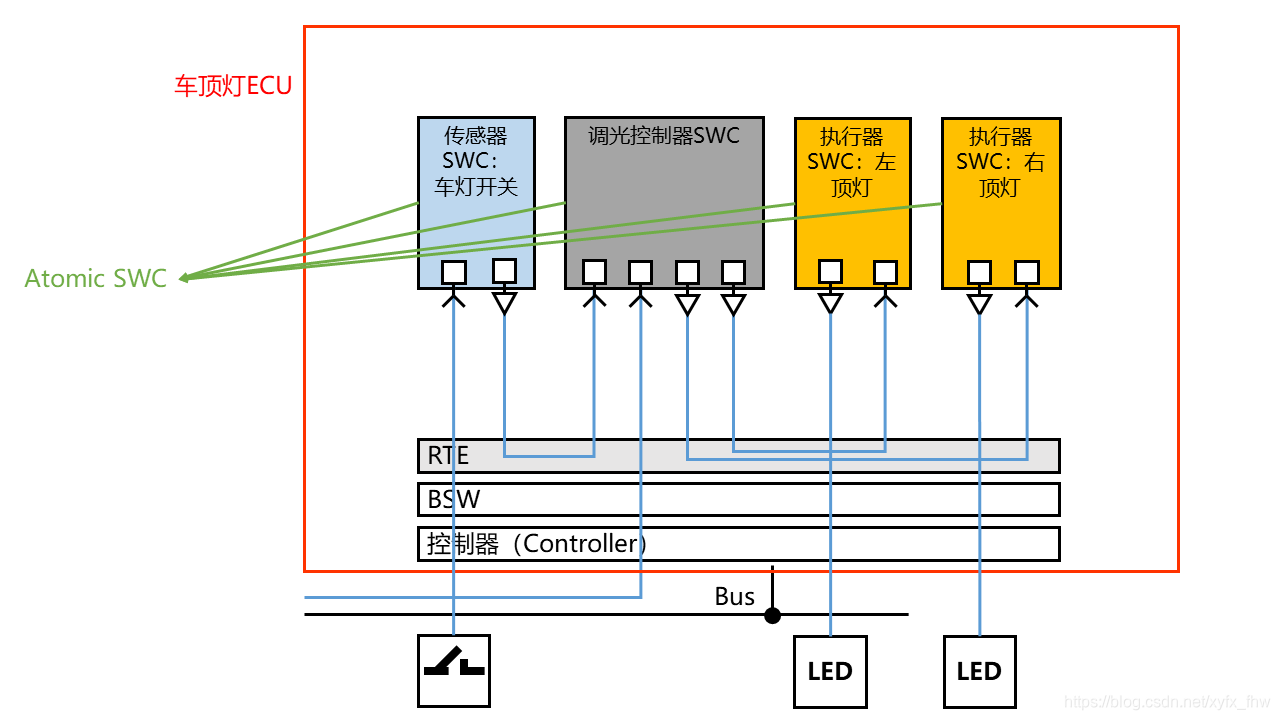 车顶灯ECU
传感器
SWC：
车灯开关
调光控制器SWC
执行器
SWC：左
顶灯
执行器
SWC：右
顶灯
Atomic SWC
RTE
BSW
控制器（Controller）
Bus
LED
LED
https://blog.csdn.net/xyfx_fhw